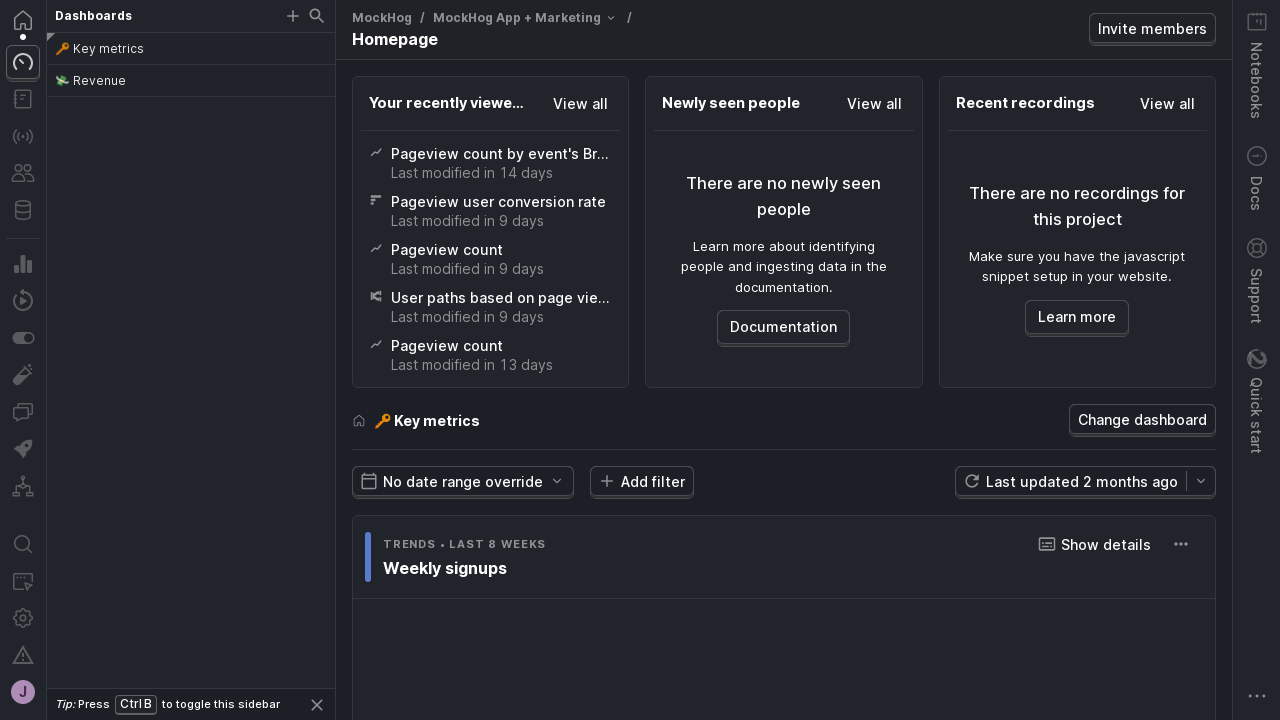 Dashboards
🔑 Key metrics
💸 Revenue
Tip: Press Ctrl B to toggle this sidebar
J
MockHog / MockHog App + Marketing /
Homepage
Invite members
Your recently viewe...
View all
Pageview count by event's Br...
Last modified in 14 days
Pageview user conversion rate
Last modified in 9 days
Pageview count
Last modified in 9 days
User paths based on page vie...
Last modified in 9 days
Pageview count
Last modified in 13 days
Newly seen people
View all
There are no newly seen
people
Learn more about identifying
people and ingesting data in the
documentation.
Documentation
Recent recordings
View all
There are no recordings for
this project
Make sure you have the javascript
snippet setup in your website.
Learn more
🔑 Key metrics
Change dashboard
No date range override
Add filter
Last updated 2 months ago
TRENDS • LAST 8 WEEKS
Show details
Weekly signups
Notebooks
Docs
Support
Quick start